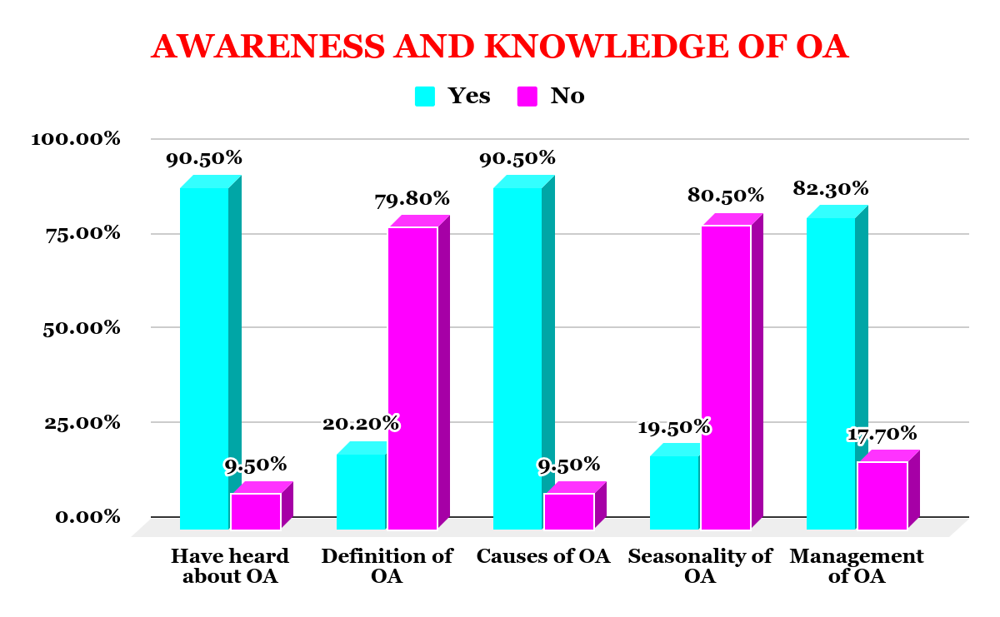 AWARENESS AND KNOWLEDGE OF OA
Yes No
100.00%
75.00%
50.00%
25.00%
0.00%
90.50%
9.50%
20.20%
79.80%
90.50%
9.50%
19.50%
80.50%
82.30%
17.70%
Have heard
about OA
Definition of
OA
Causes of OA
Seasonality of
OA
Management
of OA